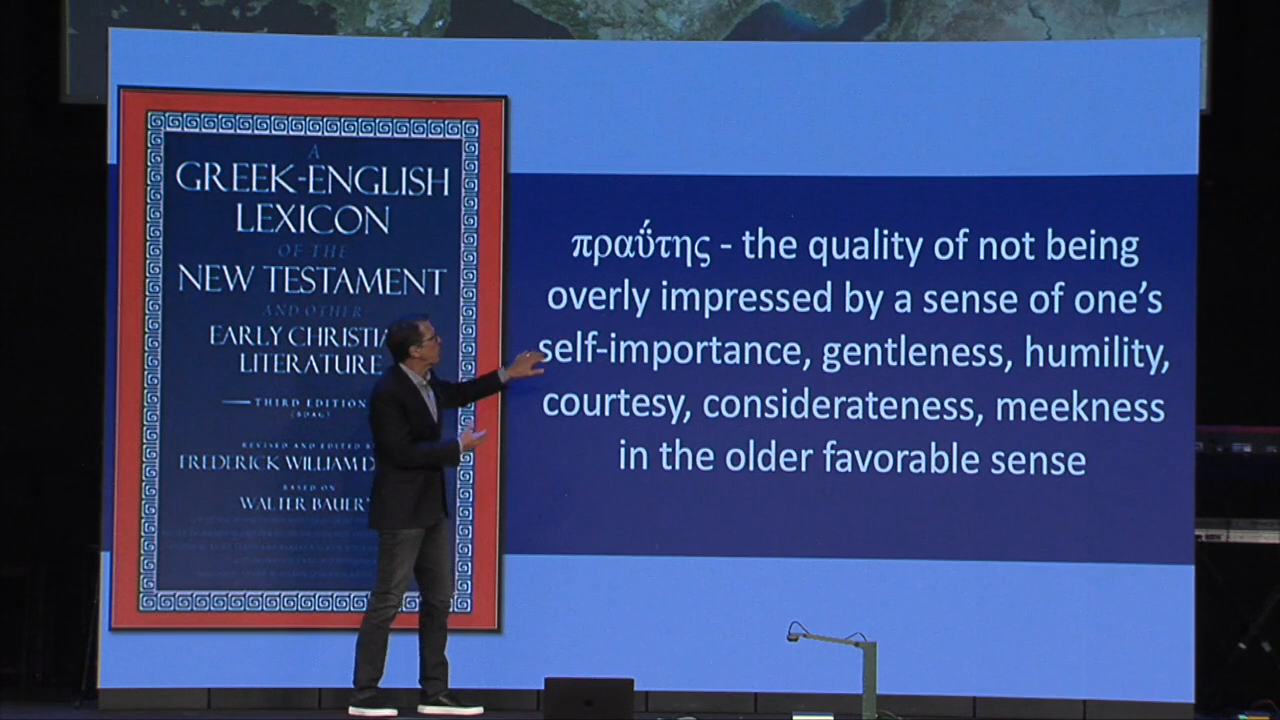 A
GREEK-ENGLISH
LEXICON
OF THE
NEW TESTAMENT
AND OTHER
EARLY CHRISTIA
LITERATURE
THIRD EDITION
(BDAG)
REVISED AND EDITED B
FREDERICK WILLIAM D
BASED ON
WALTER BAUER'
πραΰτης - the quality of not being
overly impressed by a sense of one's
self-importance, gentleness, humility,
courtesy, considerateness, meekness
in the older favorable sense